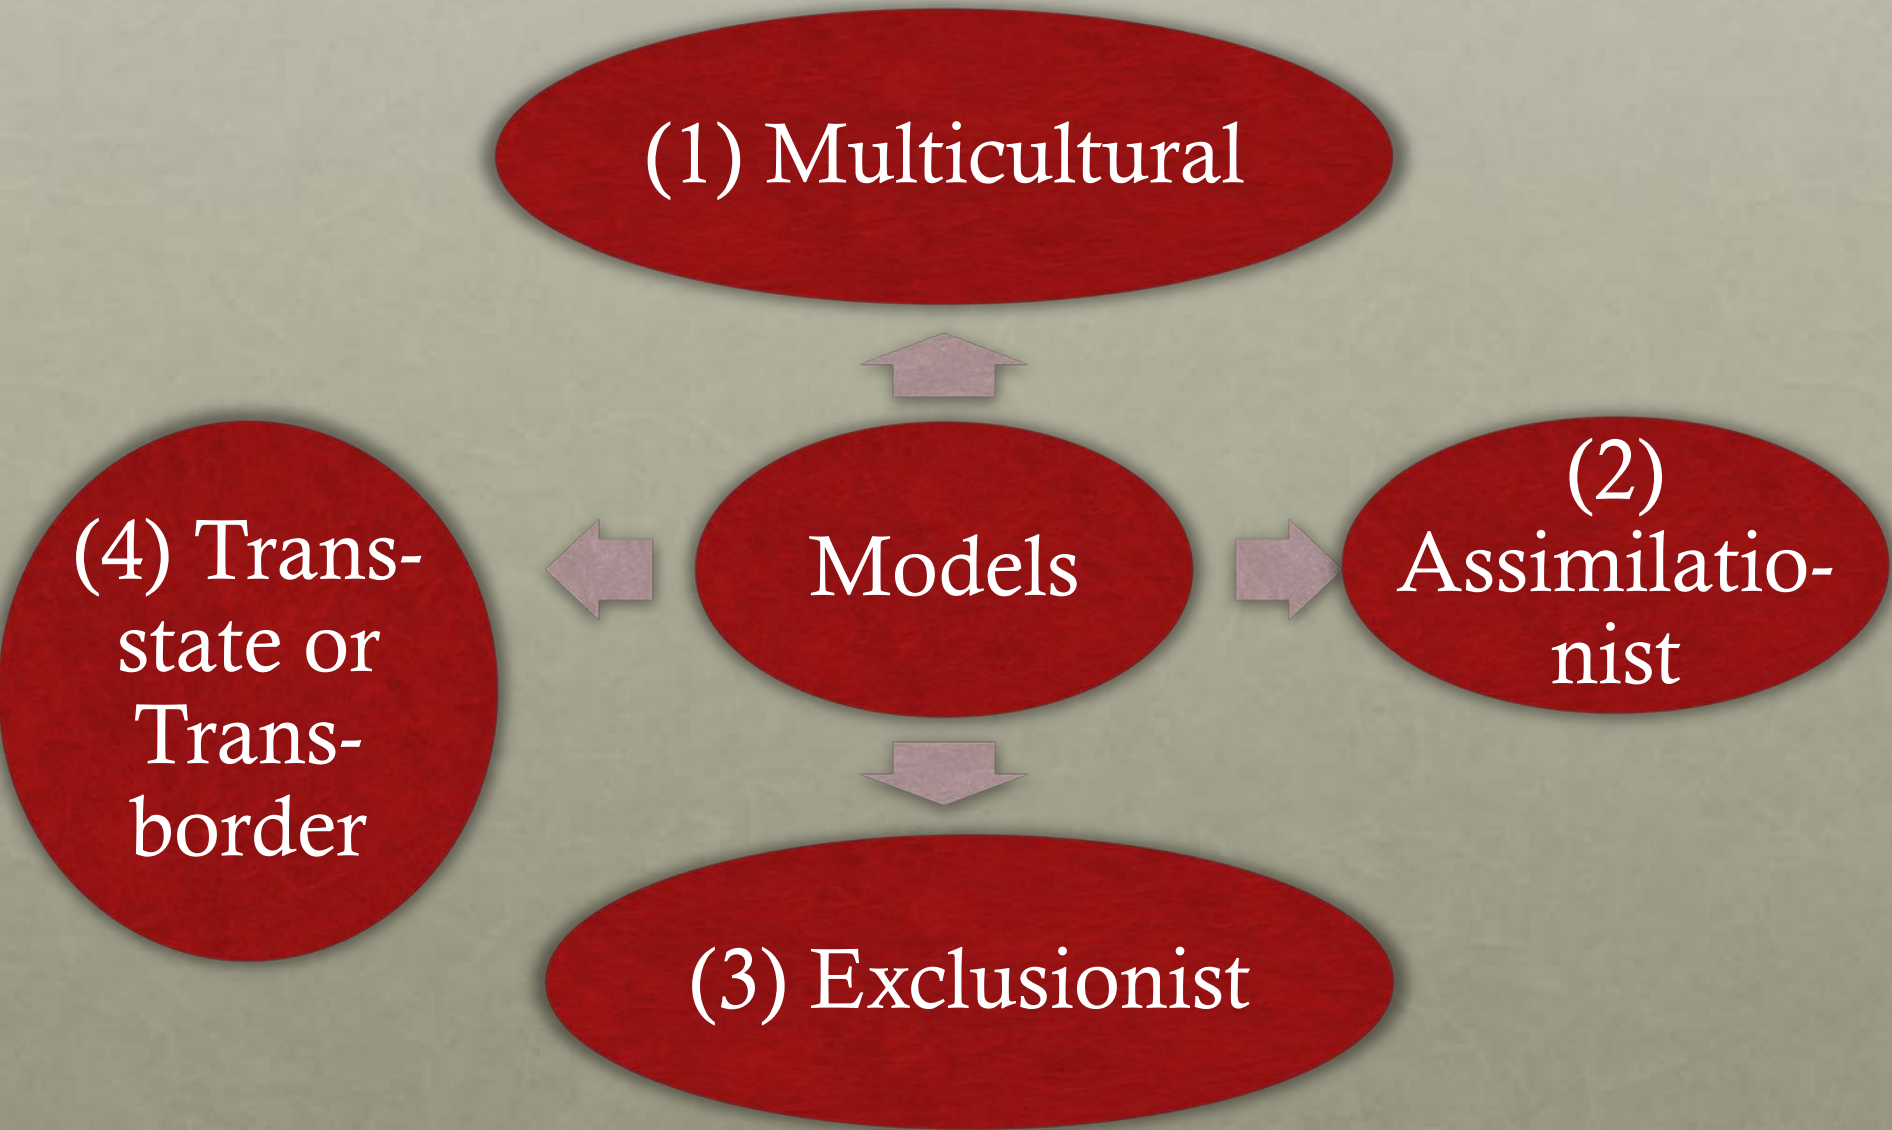 (1) Multicultural
(4) Trans-
state or
Trans-
border
Models
(2)
Assimilatio-
nist
(3) Exclusionist